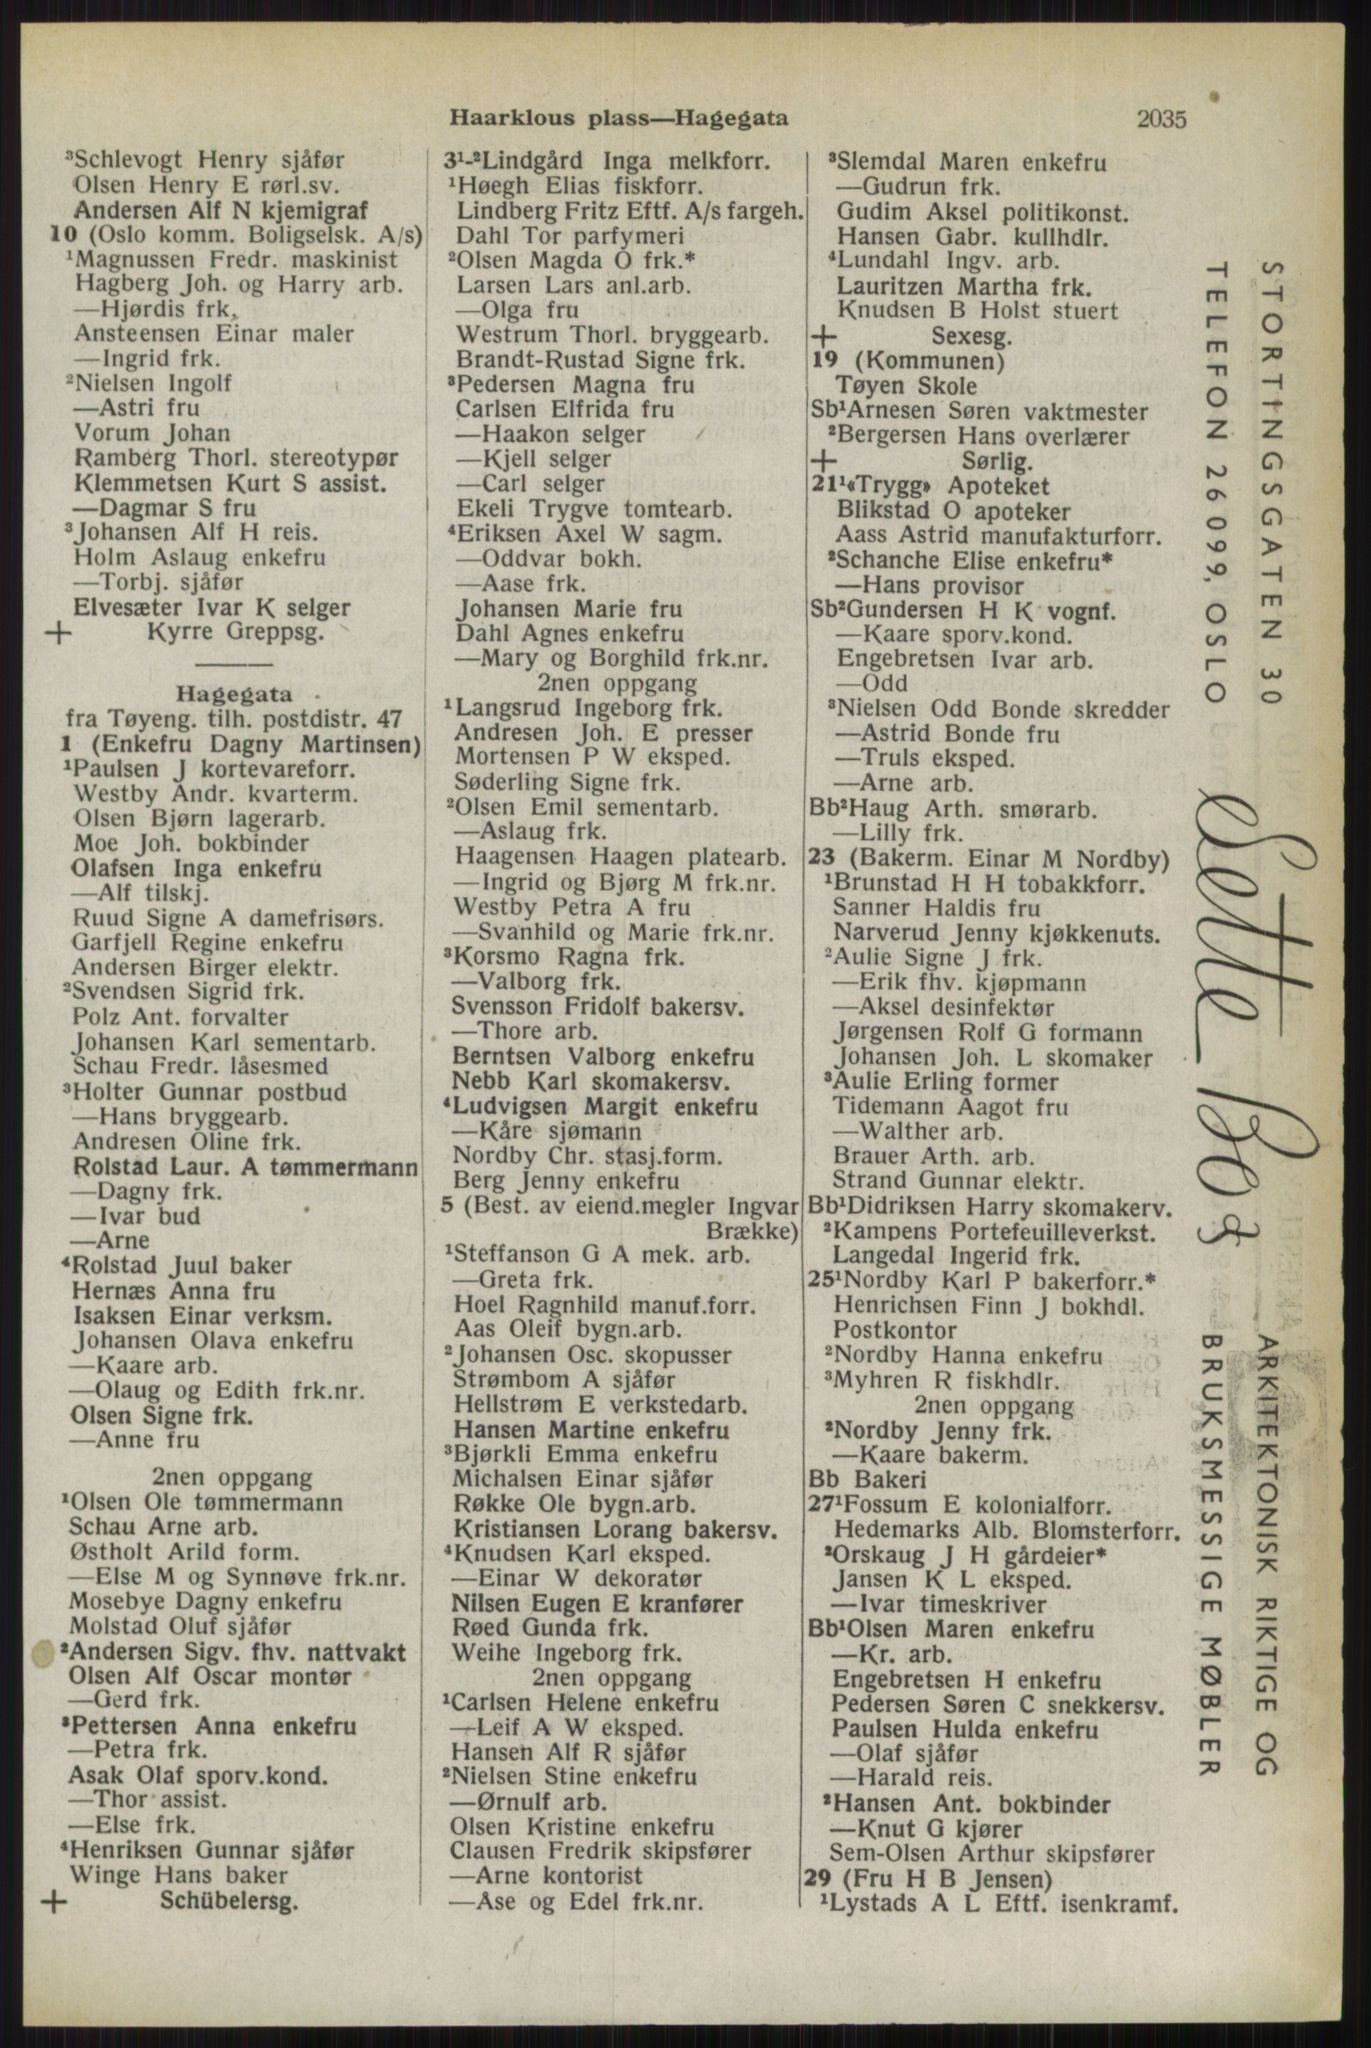 Haarklous plass—Hagegata
2035
³Schlevogt Henry sjåfør
Olsen Henry E rørl.sv.
Andersen Alf N kjemigraf
10 (Oslo komm. Boligselsk. A/s)
¹Magnussen Fredr. maskinist
Hagberg Joh. og Harry arb.
—Hjørdis frk.
Ansteensen Einar maler
—Ingrid frk.
²Nielsen Ingolf
—Astri fru
Vorum Johan
Ramberg Thorl. stereotypør
Klemmetsen Kurt S assist.
—Dagmar S fru
³Johansen Alf H reis.
Holm Aslaug enkefru
—Torbj. sjåfør
Elvesæter Ivar K selger
+ Kyrre Greppsg.
Hagegata
fra Tøyeng. tilh. postdistr. 47
1 (Enkefru Dagny Martinsen)
¹Paulsen J kortevareforr.
Westby Andr. kvarterm.
Olsen Bjørn lagerarb.
Moe Joh. bokbinder
Olafsen Inga enkefru
—Alf tilskj.
Ruud Signe A damefrisørs.
Garfjell Regine enkefru
Andersen Birger elektr.
²Svendsen Sigrid frk.
Polz Ant. forvalter
Johansen Karl sementarb.
Schau Fredr. låsesmed
³Holter Gunnar postbud
—Hans bryggearb.
Andresen Oline frk.
Rolstad Laur. A tømmermann
—Dagny frk.
—Ivar bud
—Arne
⁴Rolstad Juul baker
Hernæs Anna fru
Isaksen Einar verksm.
Johansen Olava enkefru
—Kaare arb.
—Olaug og Edith frk.nr.
Olsen Signe frk.
—Anne fru
2nen oppgang
¹Olsen Ole tømmermann
Schau Arne arb.
Østholt Arild form.
—Else M og Synnøve frk.nr.
Mosebye Dagny enkefru
Molstad Oluf sjåfør
²Andersen Sigv. fhv. nattvakt
Olsen Alf Oscar montør
—Gerd frk.
³Pettersen Anna enkefru
—Petra frk.
Asak Olaf sporv.kond.
—Thor assist.
—Else frk.
⁴Henriksen Gunnar sjåfør
Winge Hans baker
+ Schübelersg.
3¹-²Lindgård Inga melkforr.
¹Høegh Elias fiskforr.
Lindberg Fritz Eftf. A/s fargeh.
Dahl Tor parfymeri
²Olsen Magda O frk.*
Larsen Lars anl.arb.
—Olga fru
Westrum Thorl. bryggearb.
Brandt-Rustad Signe frk.
³Pedersen Magna fru
Carlsen Elfrida fru
—Haakon selger
—Kjell selger
—Carl selger
Ekeli Trygve tomtearb.
⁴Eriksen Axel W sagm.
—Oddvar bokh.
—Aase frk.
Johansen Marie fru
Dahl Agnes enkefru
—Mary og Borghild frk.nr.
2nen oppgang
¹Langsrud Ingeborg frk.
Andresen Joh. E presser
Mortensen P W eksped.
Søderling Signe frk.
²Olsen Emil sementarb.
—Aslaug frk.
Haagensen Haagen platearb.
—Ingrid og Bjørg M frk.nr.
Westby Petra A fru
—Svanhild og Marie frk.nr.
³Korsmo Ragna frk.
—Valborg frk.
Svensson Fridolf bakersv.
—Thore arb.
Berntsen Valborg enkefru
Nebb Karl skomakersv.
⁴Ludvigsen Margit enkefru
—Kåre sjømann
Nordby Chr. stasj.form.
Berg Jenny enkefru
5 (Best. av eiend.megler Ingvar
Brække)
¹Steffanson G A mek. arb.
—Greta frk.
Hoel Ragnhild manuf.forr.
Aas Oleif bygn.arb.
²Johansen Osc. skopusser
Strømbom A sjåfør
Hellstrøm E verkstedarb.
Hansen Martine enkefru
³Bjørkli Emma enkefru
Michalsen Einar sjåfør
Røkke Ole bygn.arb.
Kristiansen Lorang bakersv.
⁴Knudsen Karl eksped.
—Einar W dekoratør
Nilsen Eugen E kranfører
Røed Gunda frk.
Weihe Ingeborg frk.
2nen oppgang
¹Carlsen Helene enkefru
—Leif A W eksped.
Hansen Alf R sjåfør
²Nielsen Stine enkefru
—Ørnulf arb.
Olsen Kristine enkefru
Clausen Fredrik skipsfører
—Arne kontorist
—Åse og Edel frk.nr.
³Slemdal Maren enkefru
—Gudrun frk.
Gudim Aksel politikonst.
Hansen Gabr. kullhdlr.
⁴Lundahl Ingv. arb.
Lauritzen Martha frk.
Knudsen B Holst stuert
+ Sexesg.
19 (Kommunen)
Tøyen Skole
Sb¹Arnesen Søren vaktmester
²Bergersen Hans overlærer
+ Sørlig.
21¹«Trygg» Apoteket
Blikstad O apoteker
Aass Astrid manufakturforr.
²Schanche Elise enkefru*
—Hans provisor
Sb²Gundersen H K vognf.
—Kaare sporv.kond.
Engebretsen Ivar arb.
—Odd
³Nielsen Odd Bonde skredder
—Astrid Bonde fru
—Truls eksped.
—Arne arb.
Bb²Haug Arth. smørarb.
—Lilly frk.
23 (Bakerm. Einar M Nordby)
¹Brunstad H H tobakkforr.
Sanner Haldis fru
Narverud Jenny kjøkkenuts.
²Aulie Signe J frk.
—Erik fhv. kjøpmann
—Aksel desinfektør
Jørgensen Rolf G formann
Johansen Joh. L skomaker
³Aulie Erling former
Tidemann Aagot fru
—Walther arb.
Brauer Arth. arb.
Strand Gunnar elektr.
Bb¹Didriksen Harry skomakerv.
²Kampens Portefeuilleverkst.
Langedal Ingerid frk.
25¹Nordby Karl P bakerforr.*
Henrichsen Finn J bokhdl.
Postkontor
²Nordby Hanna enkefru
³Myhren R fiskhdlr.
2nen oppgang
²Nordby Jenny frk.
—Kaare bakerm.
Bb Bakeri
27¹Fossum E kolonialforr.
Hedemarks Alb. Blomsterforr.
²Orskaug J H gårdeier*
Jansen K L eksped.
—Ivar timeskriver
Bb¹Olsen Maren enkefru
—Kr. arb.
Engebretsen H enkefru
Pedersen Søren C snekkersv.
Paulsen Hulda enkefru
—Olaf sjåfør
—Harald reis.
²Hansen Ant. bokbinder
—Knut G kjører
Sem-Olsen Arthur skipsfører
29 (Fru H B Jensen)
¹Lystads A L Eftf. isenkramf.
STORTINGSGATEN 30
TELEFON 26099, OSLO
Sette Bo
ARKITEKTONISK RIKTIGE OG
BRUKSMESSIGE MØBLER